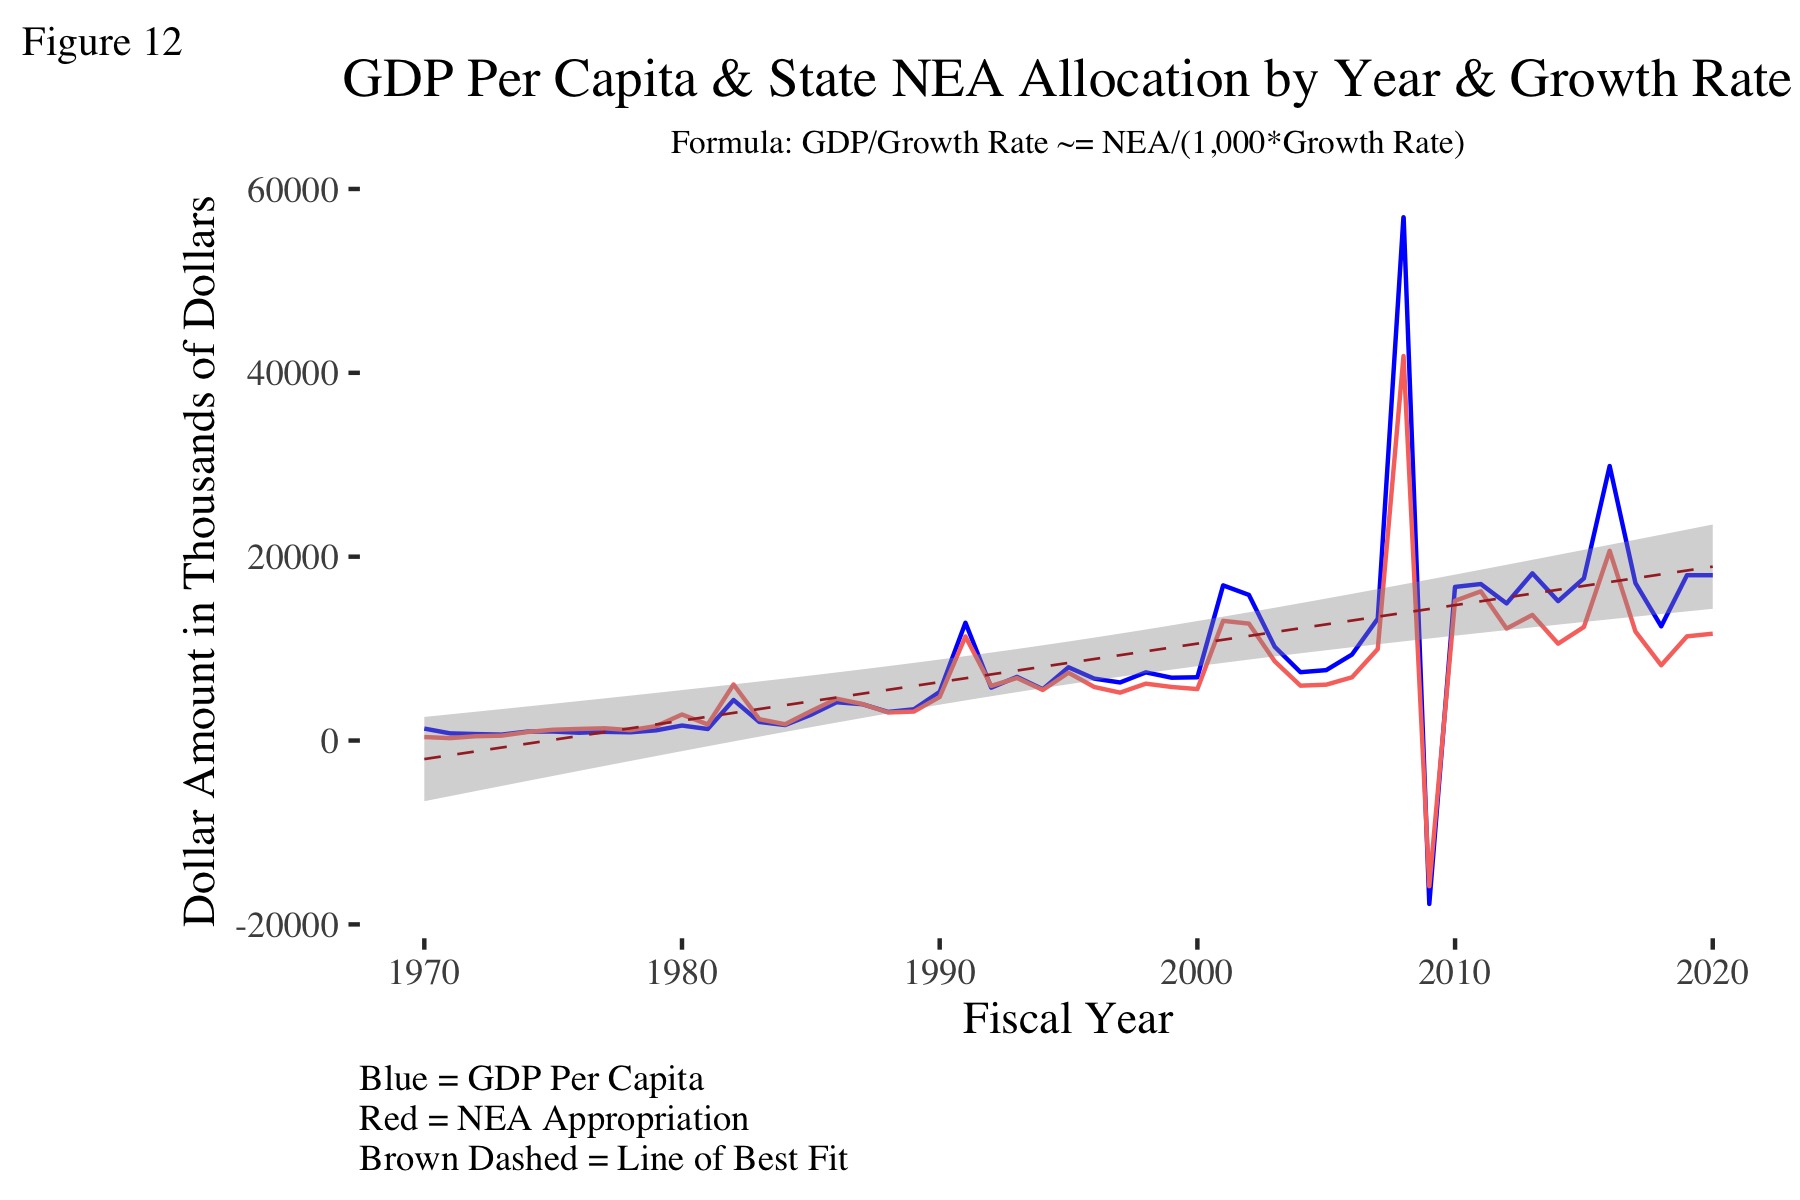 Figure 12
GDP Per Capita & State NEA Allocation by Year & Growth Rate
Formula: GDP/Growth Rate ~= NEA/(1,000*Growth Rate)
Dollar Amount in Thousands of Dollars
60000
40000
20000
0
-20000
1970 1980 1990 2000 2010 2020
Fiscal Year
Blue = GDP Per Capita
Red = NEA Appropriation
Brown Dashed = Line of Best Fit